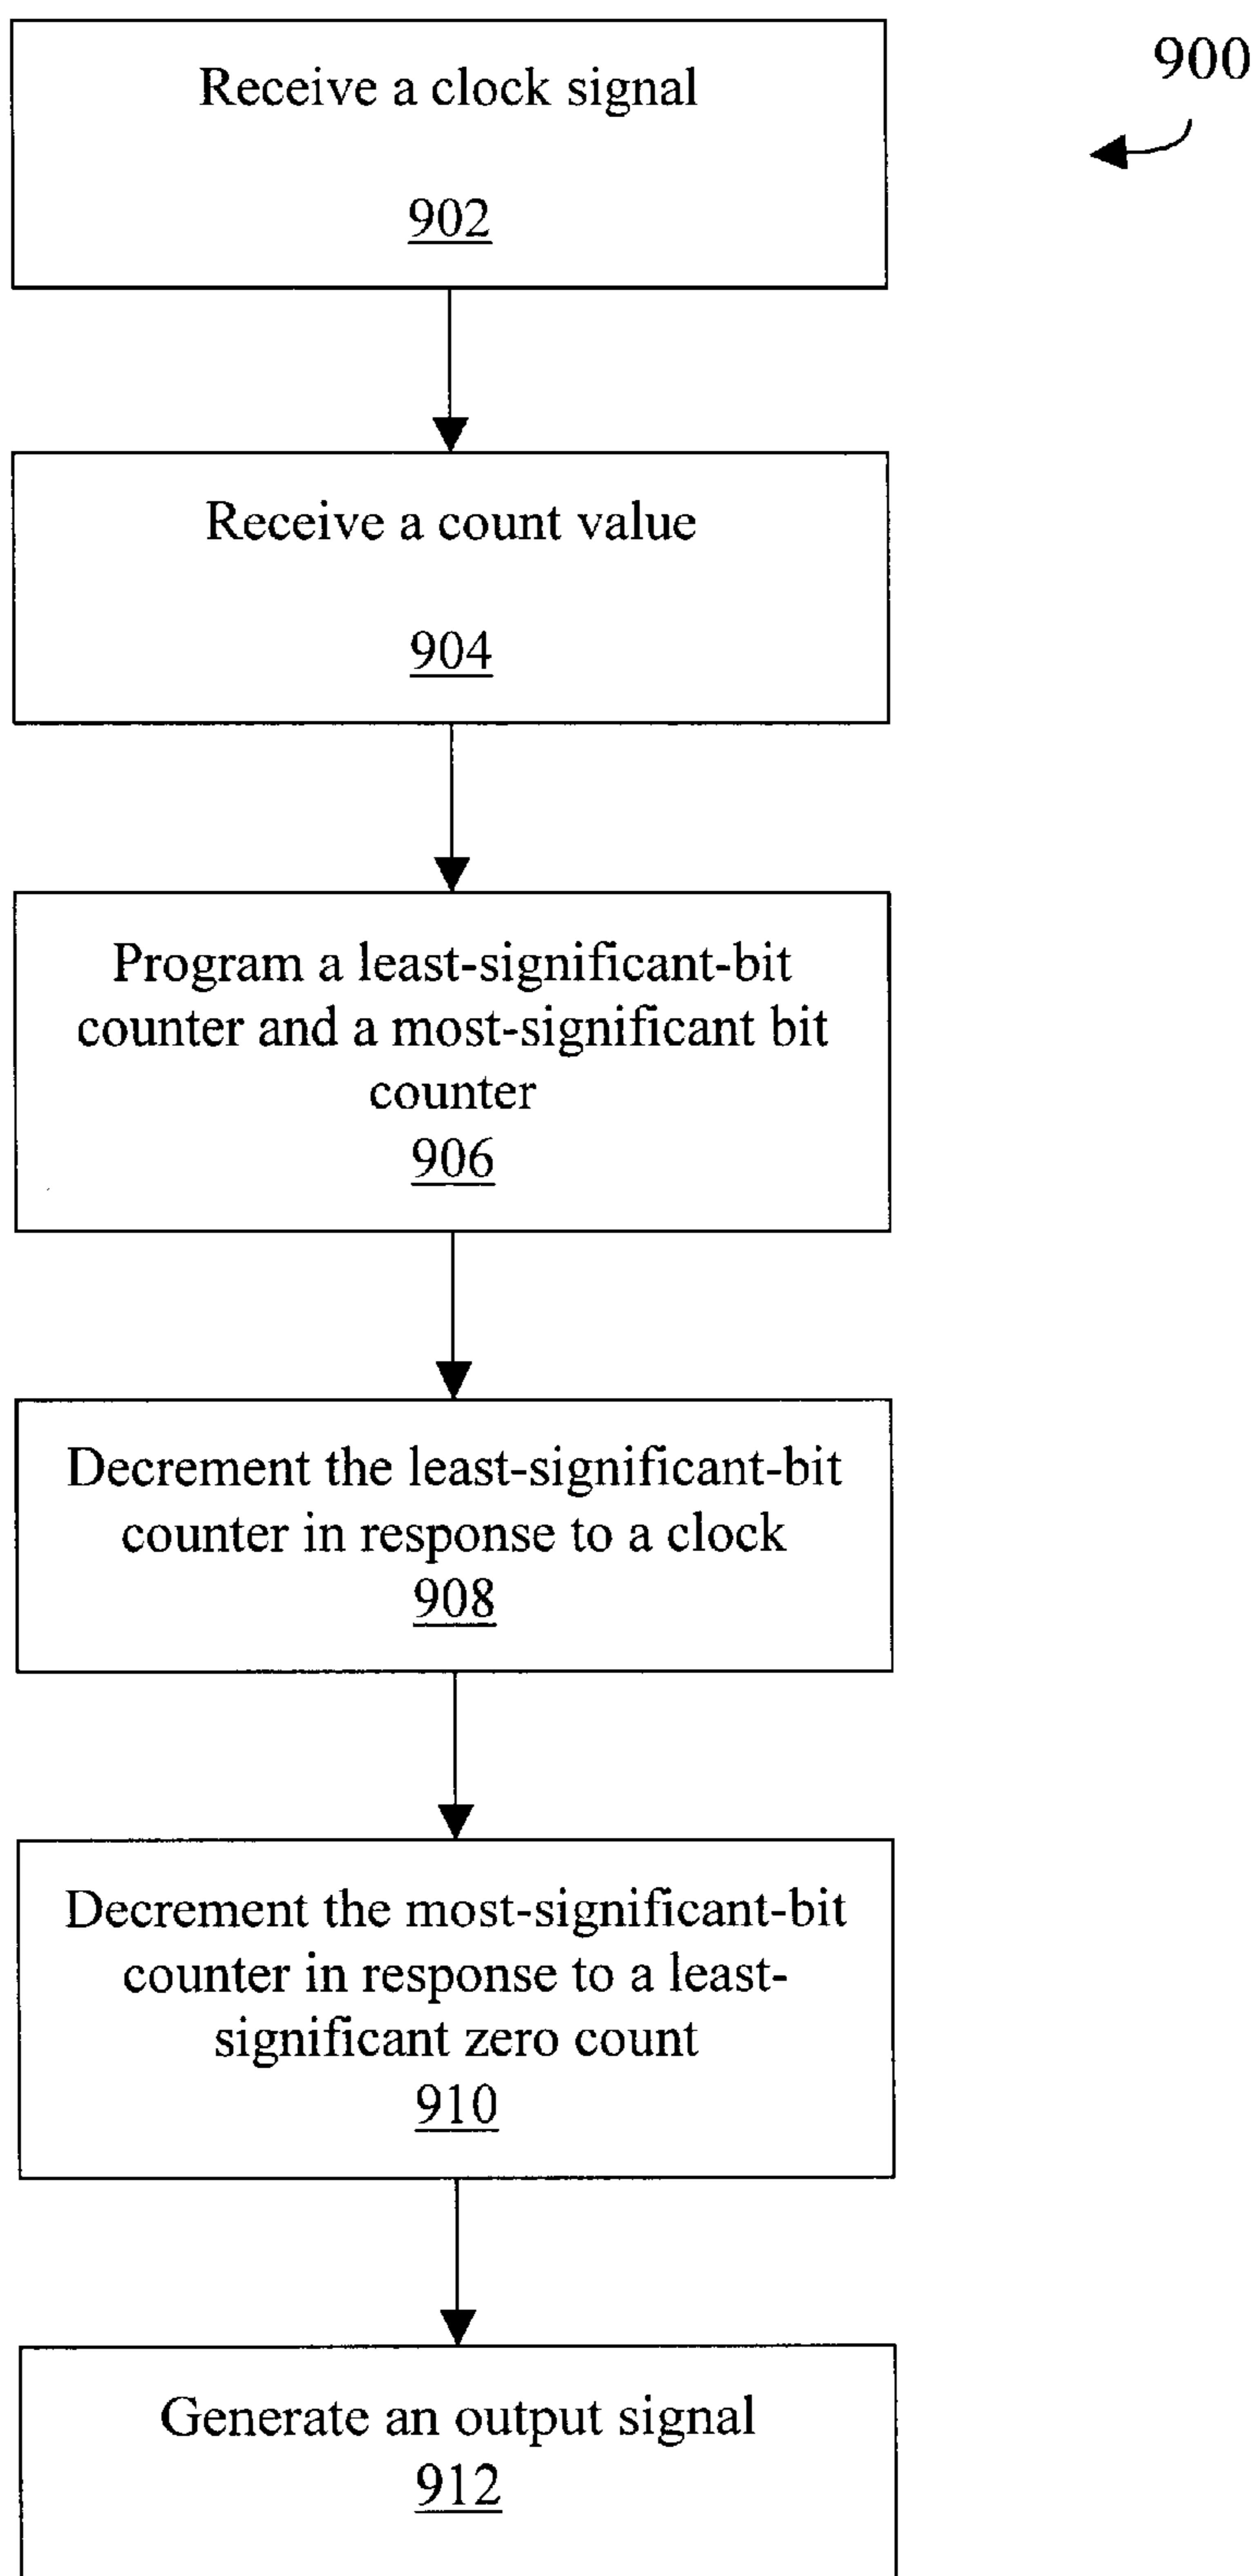 900
Receive a clock signal
902
Receive a count value
904
Program a least-significant-bit
counter and a most-significant bit
counter
906
Decrement the least-significant-bit
counter in response to a clock
908
Decrement the most-significant-bit
counter in response to a least-
significant zero count
910
Generate an output signal
912